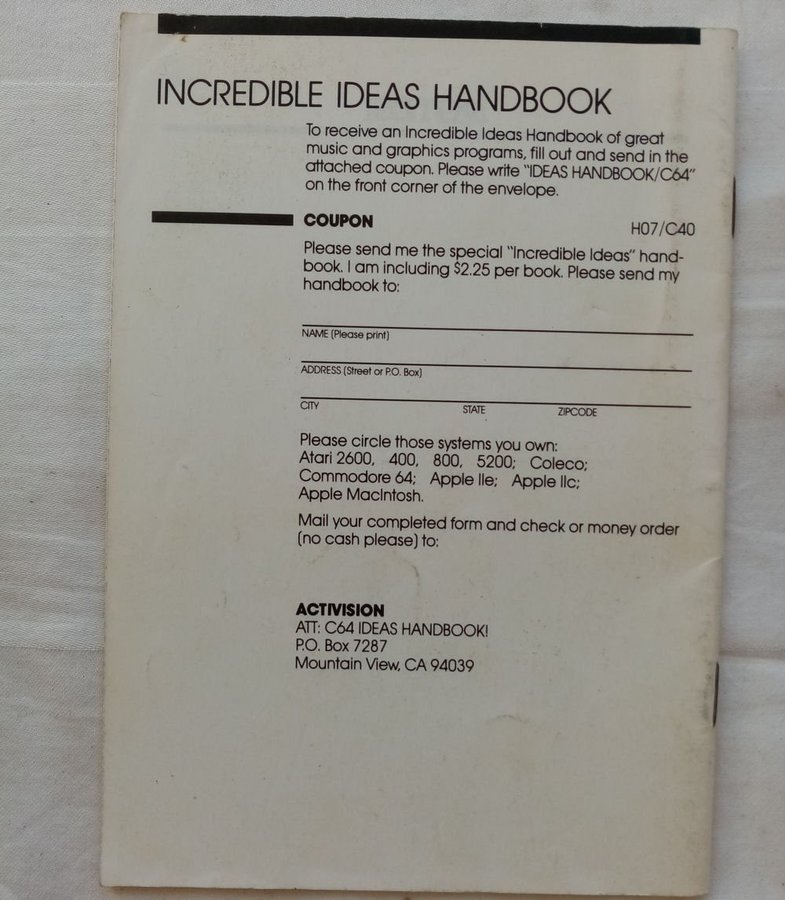 INCREDIBLE IDEAS HANDBOOK
To receive an Incredible Ideas Handbook of great
music and graphics programs, fill out and send in the
attached coupon. Please write "IDEAS HANDBOOK/C64"
on the front corner of the envelope.
COUPON
H07/C40
Please send me the special "Incredible Ideas" hand-
book. I am including $2.25 per book. Please send my
handbook to:
NAME (Please print)
ADDRESS (Street or P.O. Box)
CITY STATE ZIPCODE
Please circle those systems you own:
Atari 2600, 400, 800, 5200; Coleco;
Commodore 64; Apple IIe; Apple IIc;
Apple MacIntosh.
Mail your completed form and check or money order
(no cash please) to:
ACTIVISION
ATT: C64 IDEAS HANDBOOK!
P.O. Box 7287
Mountain View, CA 94039